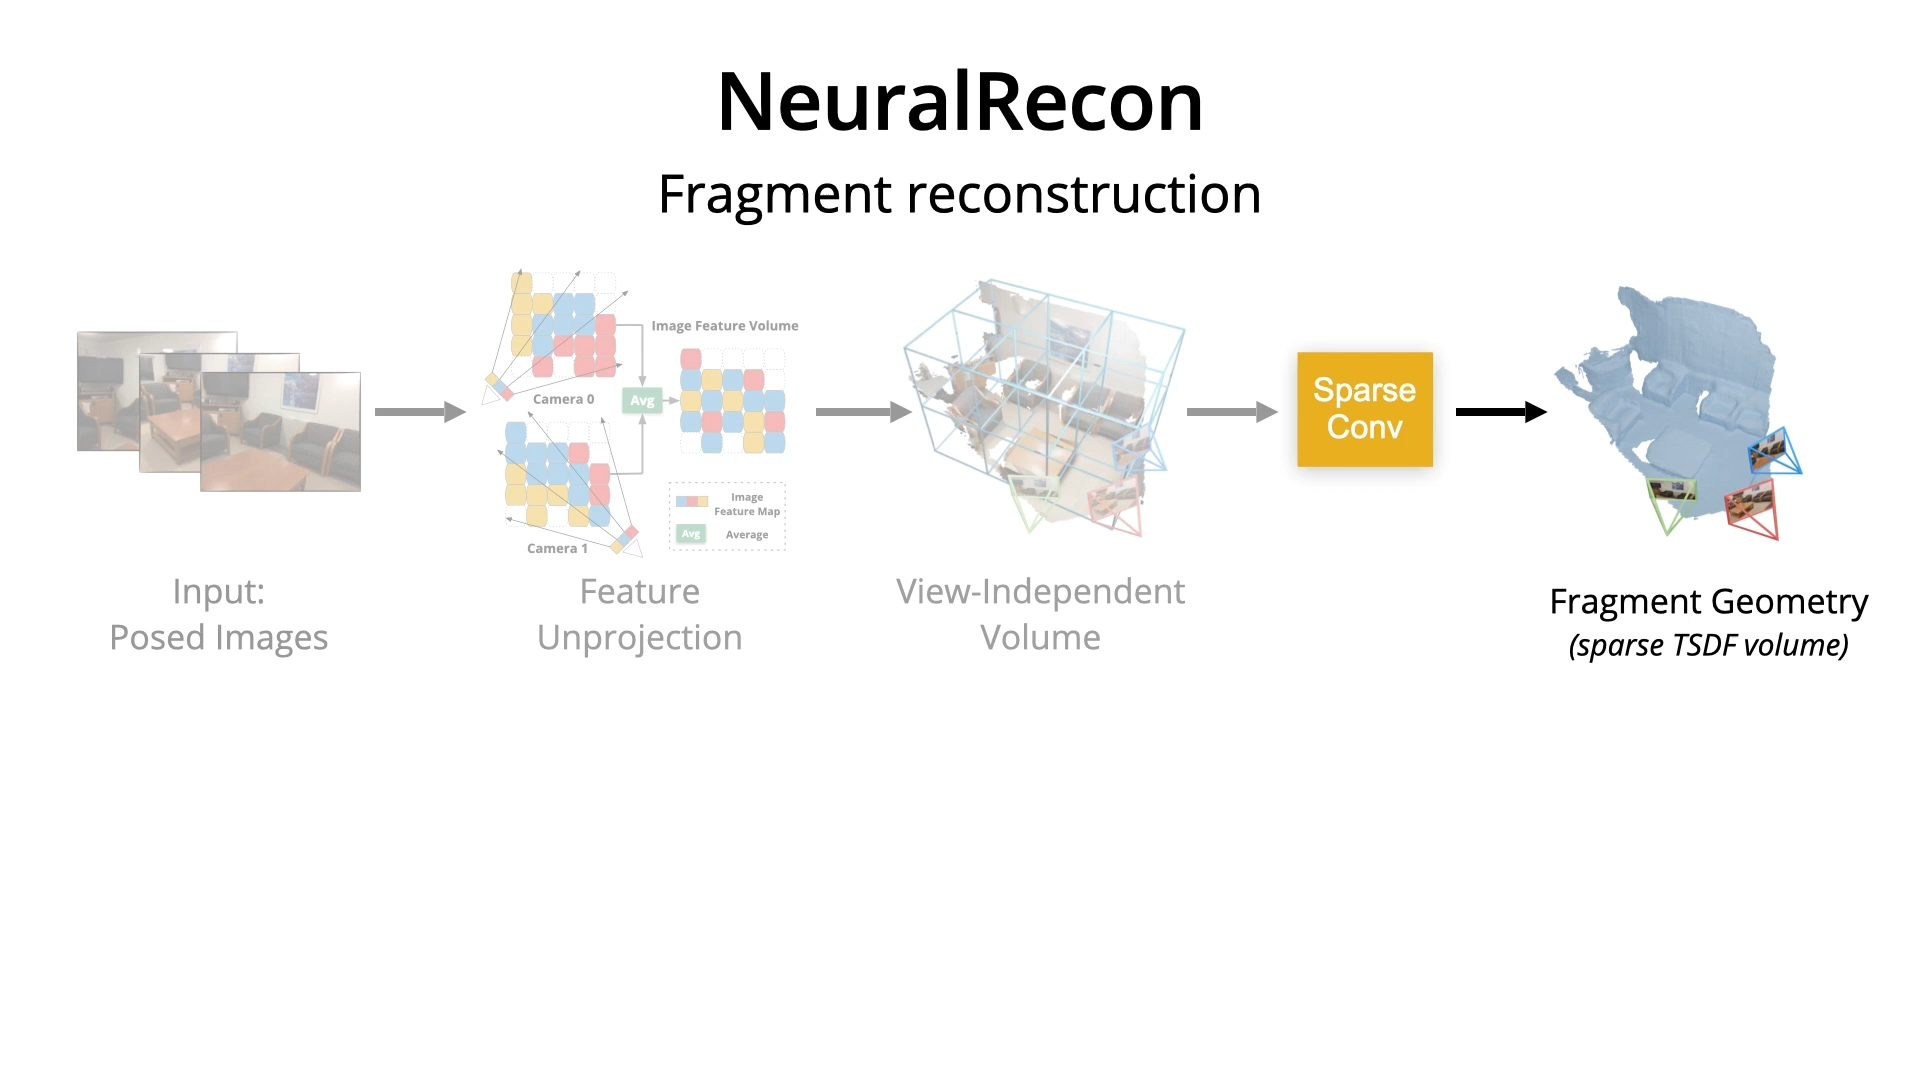 NeuralRecon
Fragment reconstruction
Image Feature Volume
Camera 0
Avg
Camera 1
Image
Feature Map
Avg
Average
Sparse
Conv
Input:
Posed Images
Feature
Unprojection
View-Independent
Volume
Fragment Geometry
(sparse TSDF volume)